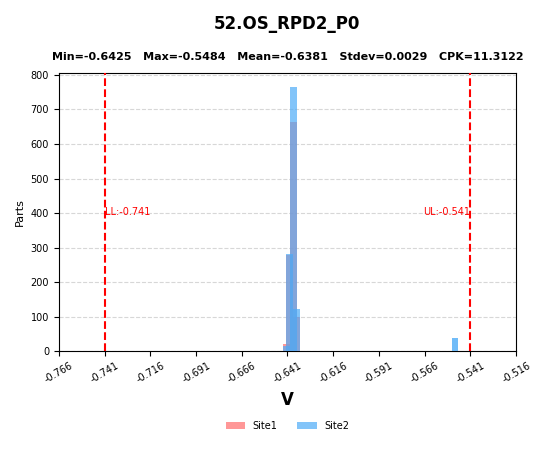 52.OS_RPD2_P0
Min=-0.6425 Max=-0.5484 Mean=-0.6381 Stdev=0.0029 CPK=11.3122
800
700
600
500
400
300
200
100
0
Parts
LL:-0.741
UL:-0.541
-0.766
-0.741
-0.716
-0.691
-0.666
-0.641
-0.616
-0.591
-0.566
-0.541
-0.516
V
Site1
Site2